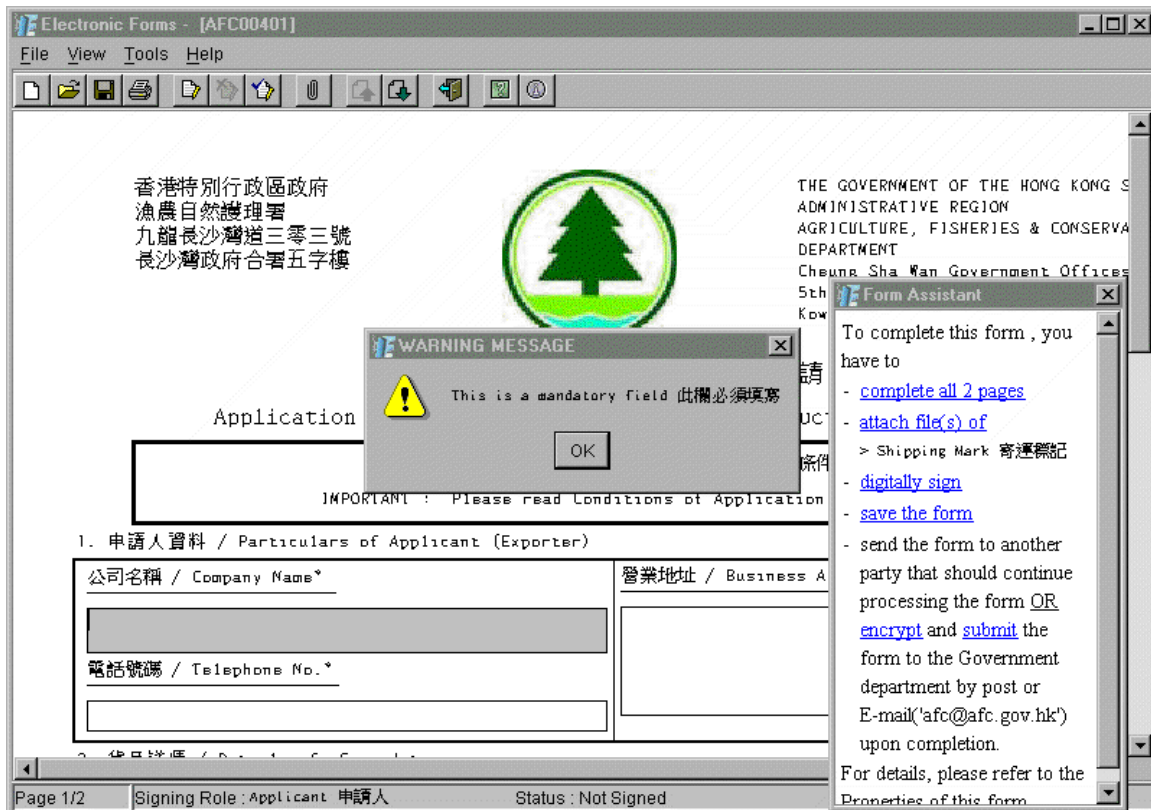 Electronic Forms - [AFC00401]
File View Tools Help
香港特別行政區政府
漁農自然護理署
九龍長沙灣道三零三號
長沙灣政府合署五字樓
THE GOVERNMENT OF THE HONG KONG S
ADMINISTRATIVE REGION
AGRICULTURE, FISHERIES & CONSERVA
DEPARTMENT
Cheung Sha Wan Government Offices
5th
Kow
請
Application
UC
條件
IMPORTANT : Please read Conditions of Application
WARNING MESSAGE
This is a mandatory field 此欄必須填寫
OK
1. 申請人資料 / Particulars of Applicant (Exporter)
公司名稱 / Company Name*
營業地址 / Business A
電話號碼 / Telephone No.*
Form Assistant
To complete this form , you
have to
- complete all 2 pages
- attach file(s) of
> Shipping Mark 寄運標記
- digitally sign
- save the form
- send the form to another
party that should continue
processing the form OR
encrypt and submit the
form to the Government
department by post or
E-mail('afc@afc.gov.hk')
upon completion.
For details, please refer to the
Properties of this form
Page 1/2
Signing Role : Applicant 申請人
Status : Not Signed